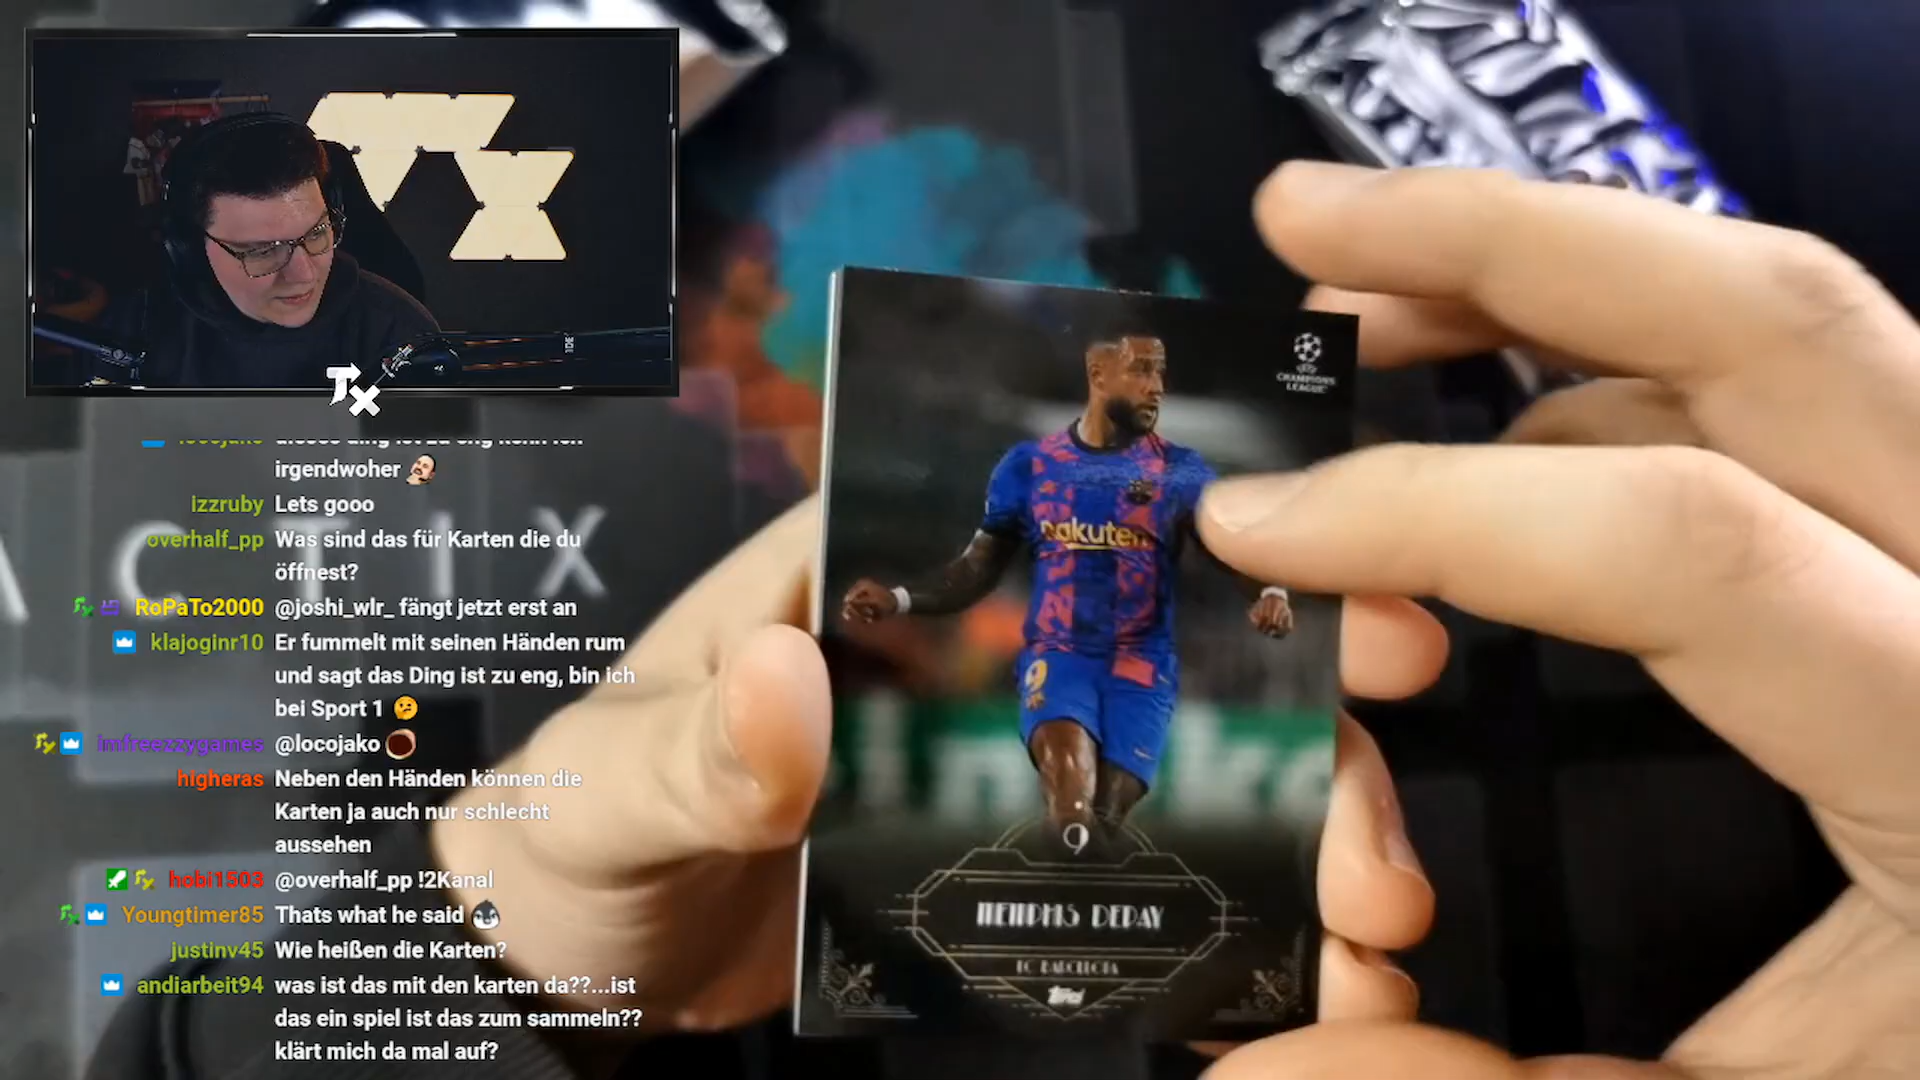 irgendwoher
izzruby Lets gooo
overhalf_pp Was sind das für Karten die du
öffnest?
RoPaTo2000 @joshi_wlr_ fängt jetzt erst an
klajoginr10 Er fummelt mit seinen Händen rum
und sagt das Ding ist zu eng, bin ich
bei Sport 1
imfreezzygames @locojako
higheras Neben den Händen können die
Karten ja auch nur schlecht
aussehen
hobi1503 @overhalf_pp !2Kanal
Youngtimer85 Thats what he said
justinv45 Wie heißen die Karten?
andiarbeit94 was ist das mit den karten da??...ist
das ein spiel ist das zum sammeln??
klärt mich da mal auf?
CHAMPIONS
LEAGUE
Rakuten
9
9
MEMPHIS DEPAY
FC BARCELONA
Topps